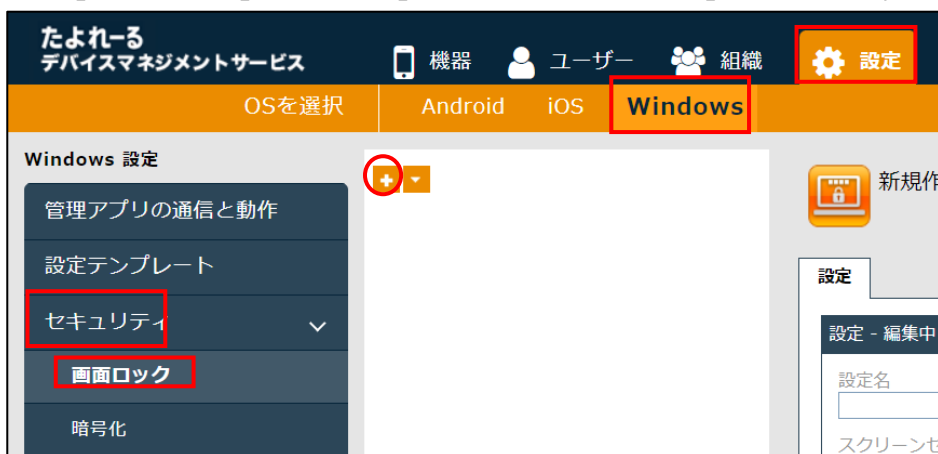 たよれーる
デバイスマネジメントサービス
機器 ユーザー 組織 設定
OSを選択 Android iOS Windows
Windows 設定
管理アプリの通信と動作
設定テンプレート
セキュリティ
画面ロック
暗号化
新規作
設定
設定 - 編集中
設定名
スクリーンセ